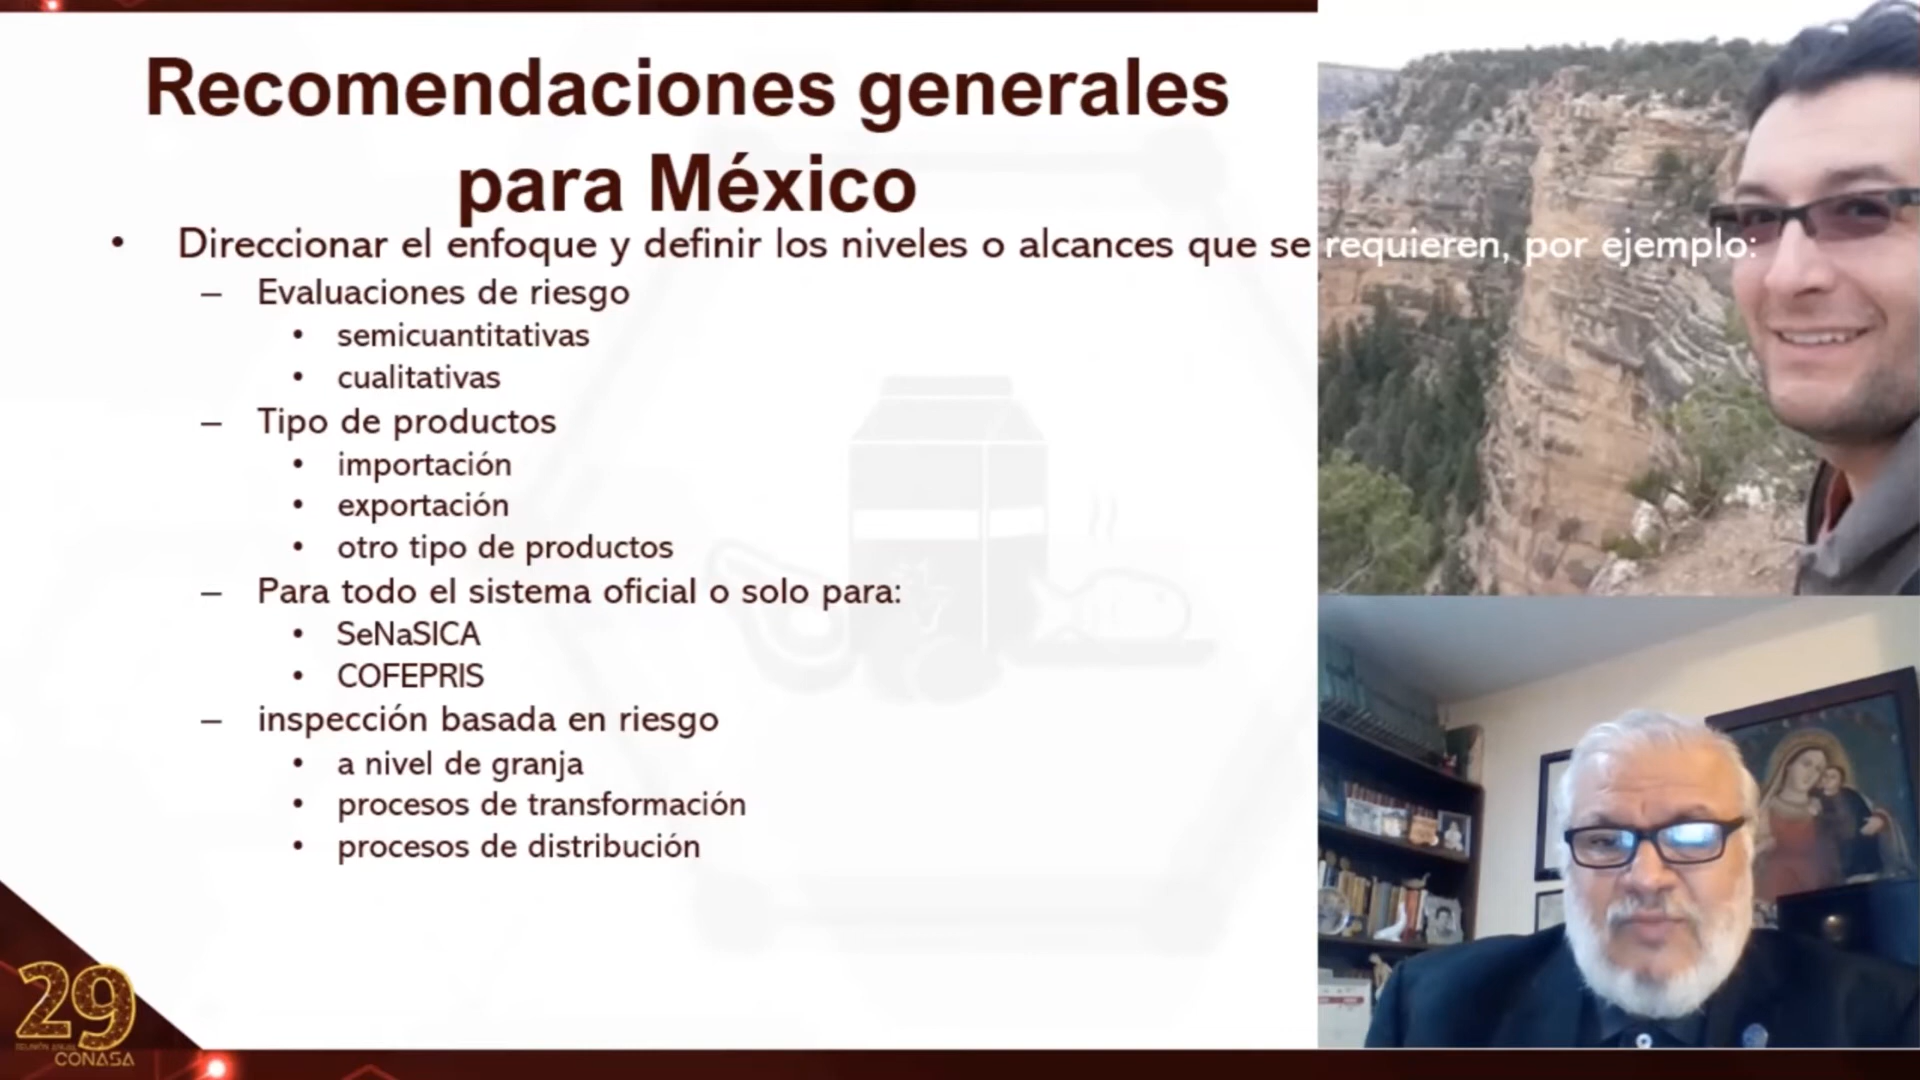 Recomendaciones generales
para México
• Direccionar el enfoque y definir los niveles o alcances que se requieren, por ejemplo:
– Evaluaciones de riesgo
• semicuantitativas
• cualitativas
– Tipo de productos
• importación
• exportación
• otro tipo de productos
– Para todo el sistema oficial o solo para:
• SeNaSICA
• COFEPRIS
– inspección basada en riesgo
• a nivel de granja
• procesos de transformación
• procesos de distribución
29
REUNIÓN ANUAL
CONASA